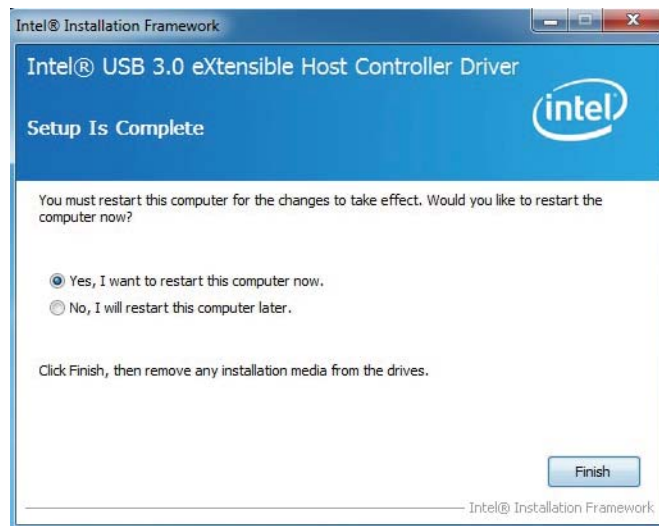 Intel® Installation Framework
Intel® USB 3.0 eXtensible Host Controller Driver
Setup Is Complete
intel
You must restart this computer for the changes to take effect. Would you like to restart the
computer now?
Yes, I want to restart this computer now.
No, I will restart this computer later.
Click Finish, then remove any installation media from the drives.
Finish
Intel® Installation Framework